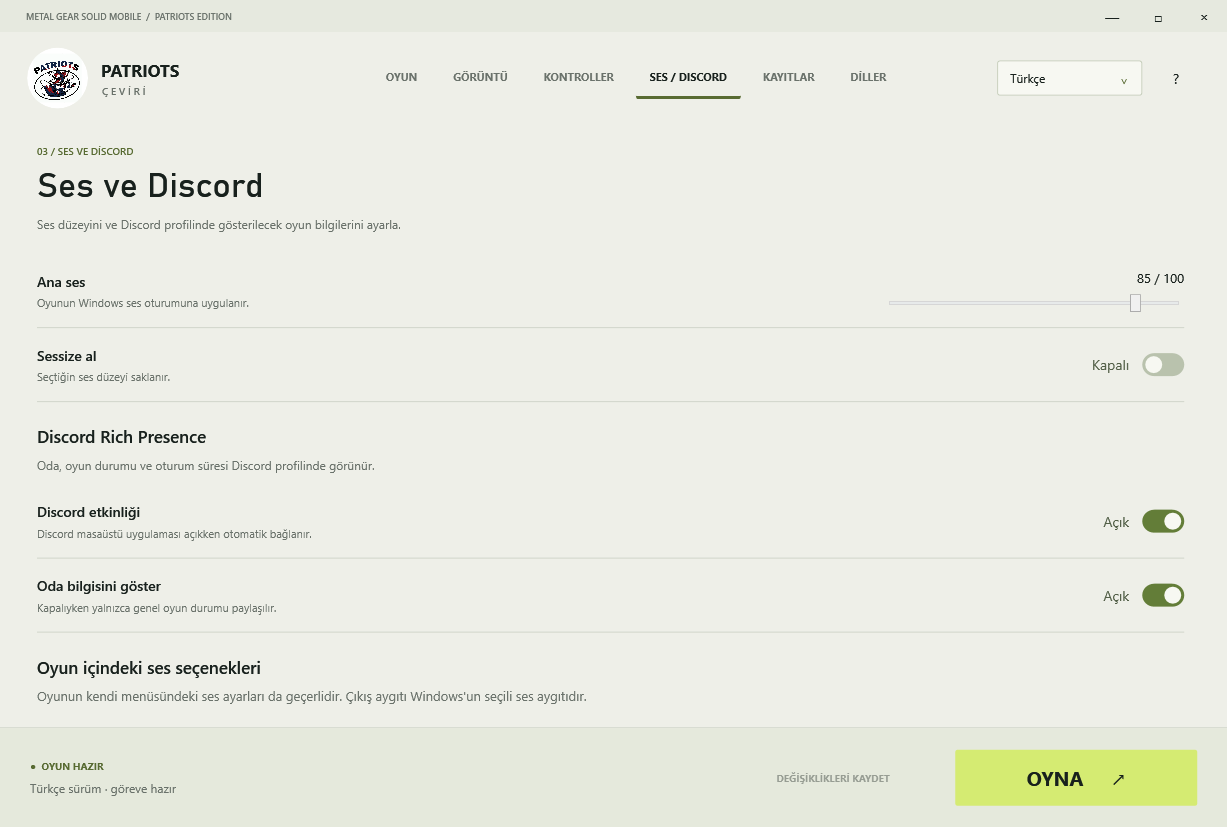 METAL GEAR SOLID MOBILE / PATRIOTS EDITION
PATRIOTS
PATRIOTS
ÇEVİRİ
OYUN
GÖRÜNTÜ
KONTROLLER
SES / DISCORD
KAYITLAR
DİLLER
Türkçe
?
03 / SES VE DİSCORD
Ses ve Discord
Ses düzeyini ve Discord profilinde gösterilecek oyun bilgilerini ayarla.
Ana ses
85 / 100
Oyunun Windows ses oturumuna uygulanır.
Sessize al
Kapalı
Seçtiğin ses düzeyi saklanır.
Discord Rich Presence
Oda, oyun durumu ve oturum süresi Discord profilinde görünür.
Discord etkinliği
Açık
Discord masaüstü uygulaması açıkken otomatik bağlanır.
Oda bilgisini göster
Açık
Kapalıyken yalnızca genel oyun durumu paylaşılır.
Oyun içindeki ses seçenekleri
Oyunun kendi menüsündeki ses ayarları da geçerlidir. Çıkış aygıtı Windows'un seçili ses aygıtıdır.
• OYUN HAZIR
Türkçe sürüm · göreve hazır
DEĞİŞİKLİKLERİ KAYDET
OYNA ↗